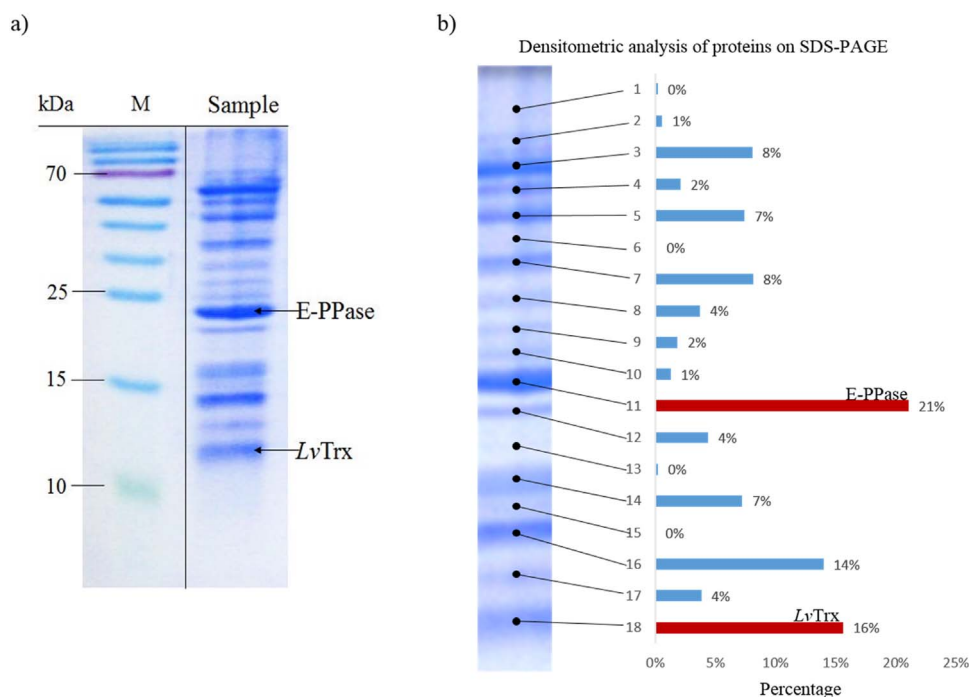 a)
kDa M Sample
70
25
E-PPase
15
LvTrx
10
b)
Densitometric analysis of proteins on SDS-PAGE
1 0%
2 1%
3 8%
4 2%
5 7%
6 0%
7 8%
8 4%
9 2%
10 1%
E-PPase
11 21%
12 4%
13 0%
14 7%
15 0%
16 14%
17 4%
LvTrx
18 16%
0% 5% 10% 15% 20% 25%
Percentage